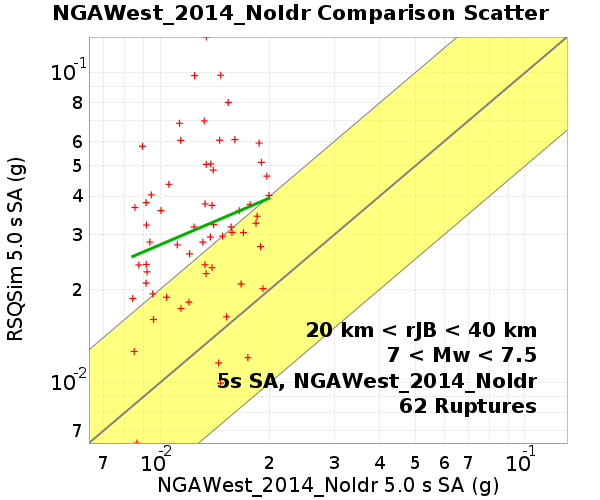 NGAWest_2014_NoIdr Comparison Scatter
RSQSim 5.0 s SA (g)
10-1
8
6
5
4
3
2
10-2
7
20 km < rJB < 40 km
7 < Mw < 7.5
5s SA, NGAWest_2014_NoIdr
62 Ruptures
7 10-2 2 3 4 5 6 7 10-1
NGAWest_2014_NoIdr 5.0 s SA (g)